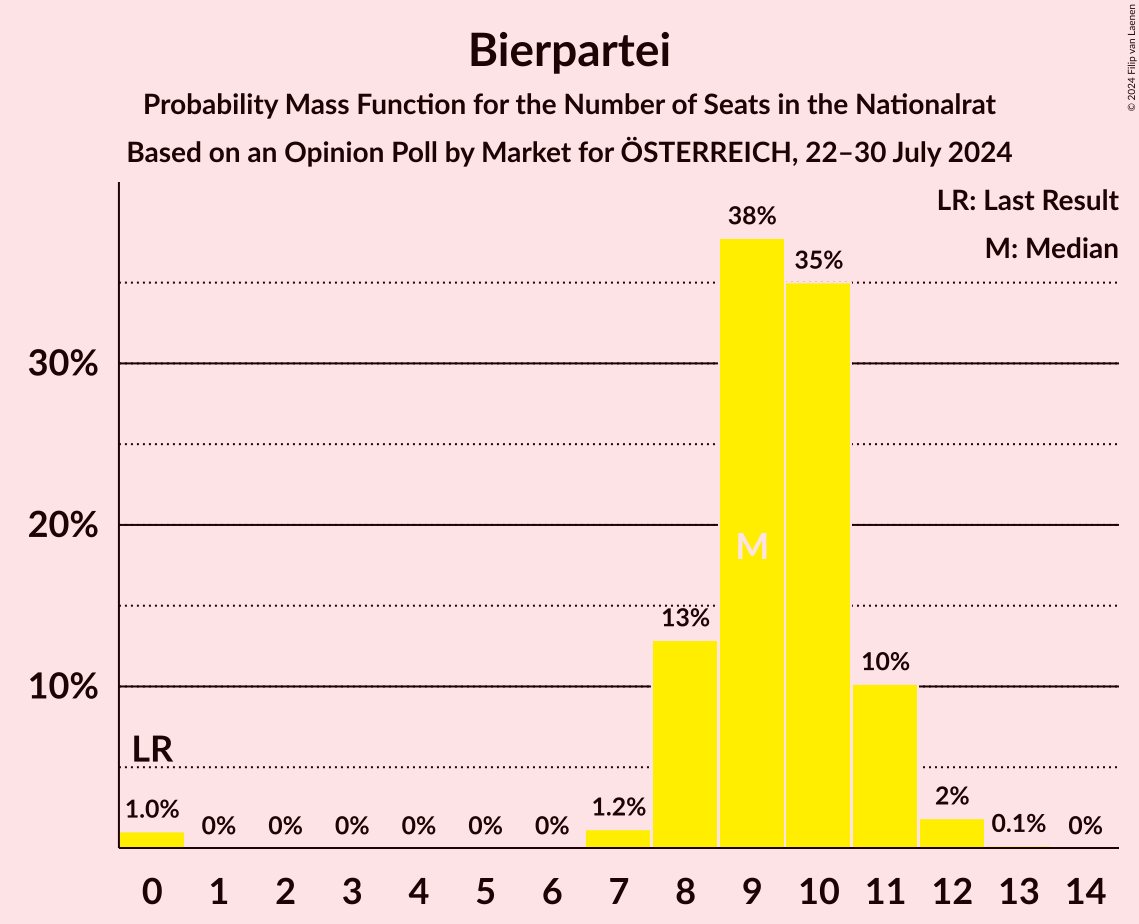 Bierpartei
Probability Mass Function for the Number of Seats in the Nationalrat
Based on an Opinion Poll by Market for ÖSTERREICH, 22–30 July 2024
© 2024 Filip van Laenen
LR: Last Result
M: Median
38%
35%
30%
20%
M
13%
10%
10%
LR
1.0%
0%
0%
0%
0%
0%
0%
1.2%
2%
0.1%
0%
0 1 2 3 4 5 6 7 8 9 10 11 12 13 14